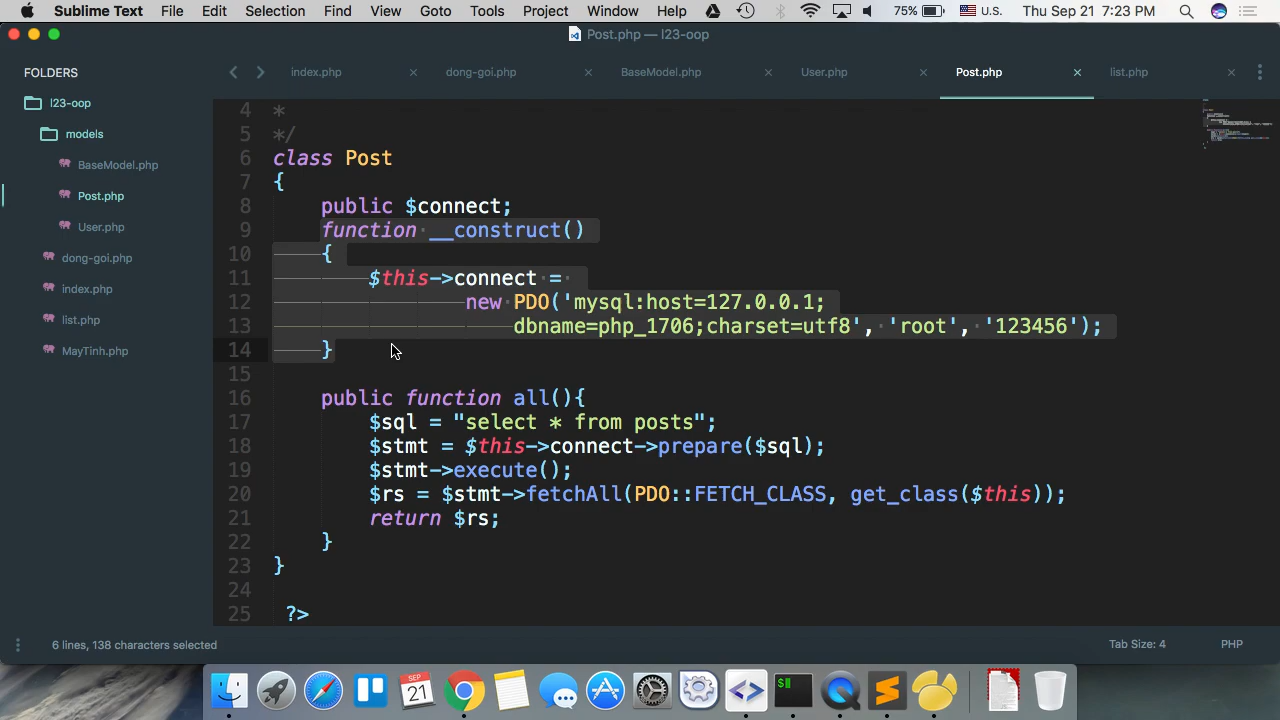 Sublime Text File Edit Selection Find View Goto Tools Project Window Help 75% U.S. Thu Sep 21 7:23 PM
Post.php — l23-oop
FOLDERS
l23-oop
models
BaseModel.php
Post.php
User.php
dong-goi.php
index.php
list.php
MayTinh.php
index.php × dong-goi.php × BaseModel.php × User.php × Post.php × list.php ×
4 *
5 */
6 class Post
7 {
8 public $connect;
9 function __construct()
10 {
11 $this->connect =
12 new PDO('mysql:host=127.0.0.1;
13 dbname=php_1706;charset=utf8', 'root', '123456');
14 }
15
16 public function all(){
17 $sql = "select * from posts";
18 $stmt = $this->connect->prepare($sql);
19 $stmt->execute();
20 $rs = $stmt->fetchAll(PDO::FETCH_CLASS, get_class($this));
21 return $rs;
22 }
23 }
24
25 ?>
6 lines, 138 characters selected Tab Size: 4 PHP
SEP
21